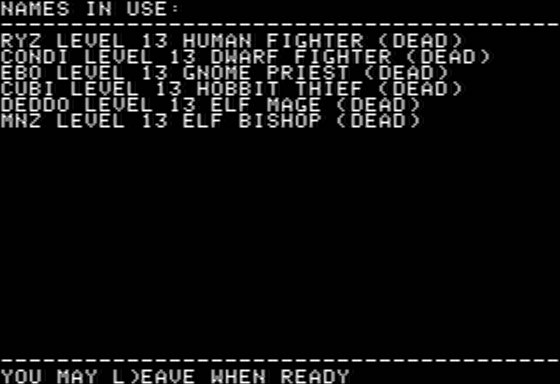 NAMES IN USE:
----------------------------------------
RYZ LEVEL 13 HUMAN FIGHTER (DEAD)
CONDI LEVEL 13 DWARF FIGHTER (DEAD)
EBO LEVEL 13 GNOME PRIEST (DEAD)
CUBI LEVEL 13 HOBBIT THIEF (DEAD)
DEDDO LEVEL 13 ELF MAGE (DEAD)
MNZ LEVEL 13 ELF BISHOP (DEAD)
----------------------------------------
YOU MAY L)EAVE WHEN READY